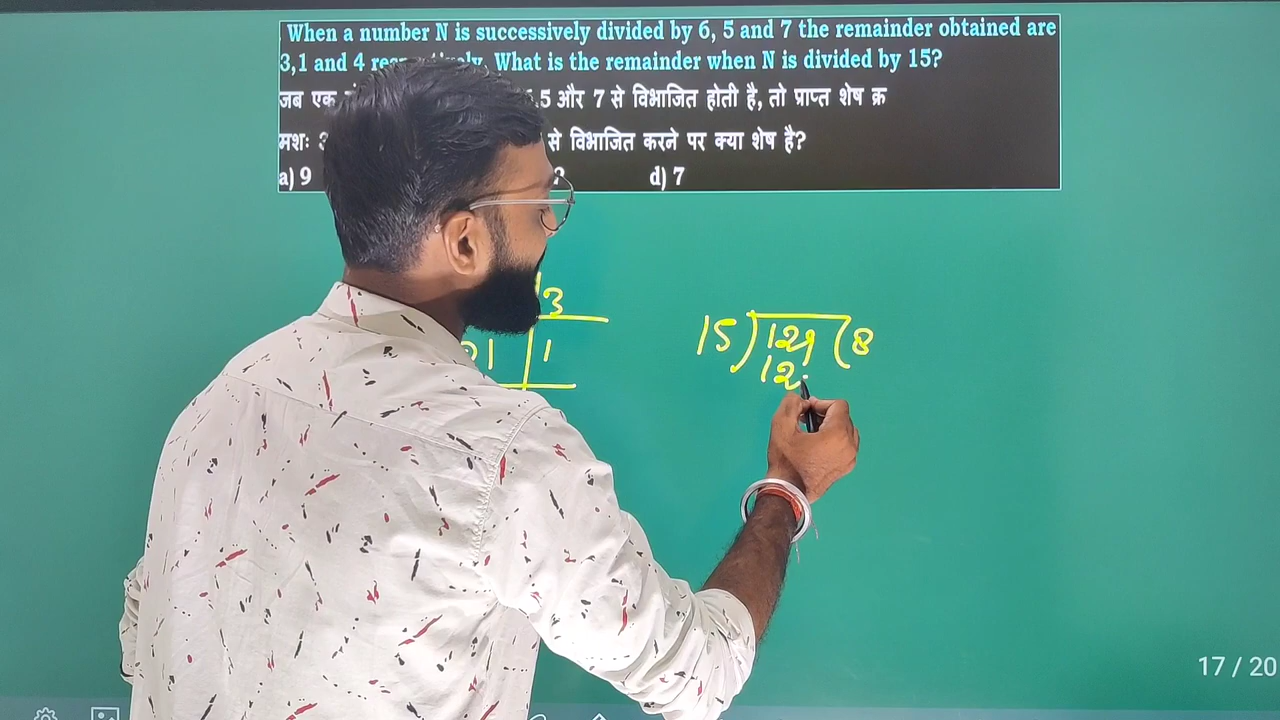 When a number N is successively divided by 6, 5 and 7 the remainder obtained are
3,1 and 4 What is the remainder when N is divided by 15?
जब एक 5 और 7 से विभाजित होती है, तो प्राप्त शेष क्र
मशः से विभाजित करने पर क्या शेष है?
a) 9 d) 7
3
1 1
15) 129 (8
12
17 / 20